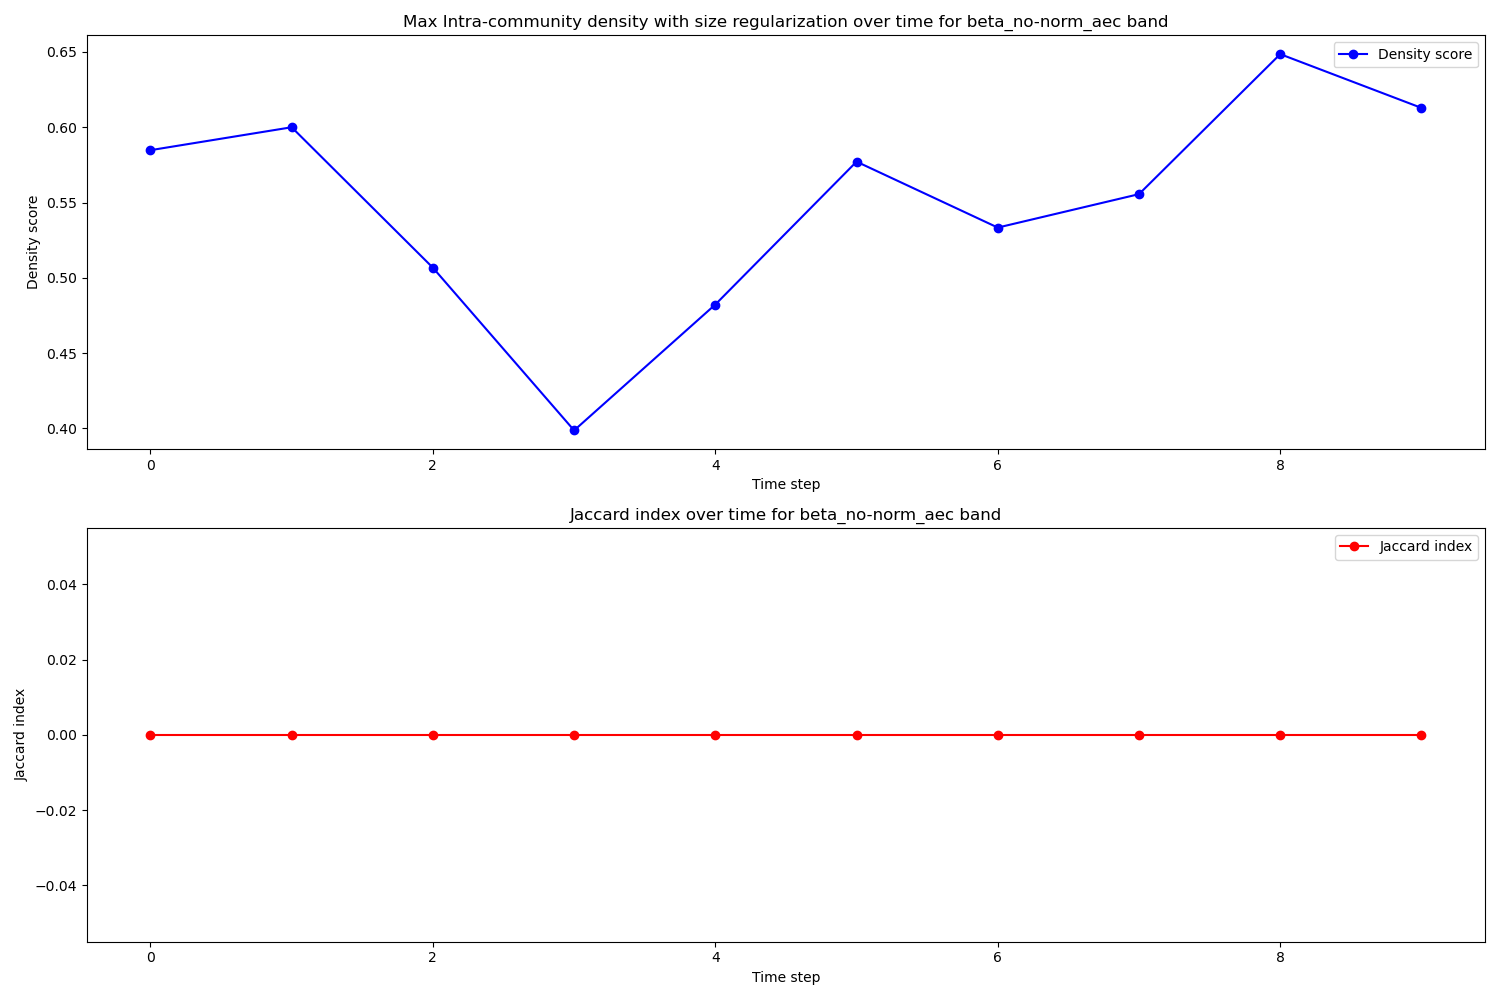 Max Intra-community density with size regularization over time for beta_no-norm_aec band
Density score
0.65
0.60
0.55
0.50
0.45
0.40
Density score
0
2
4
6
8
Time step
Jaccard index over time for beta_no-norm_aec band
Jaccard index
0.04
0.02
0.00
−0.02
−0.04
Jaccard index
0
2
4
6
8
Time step